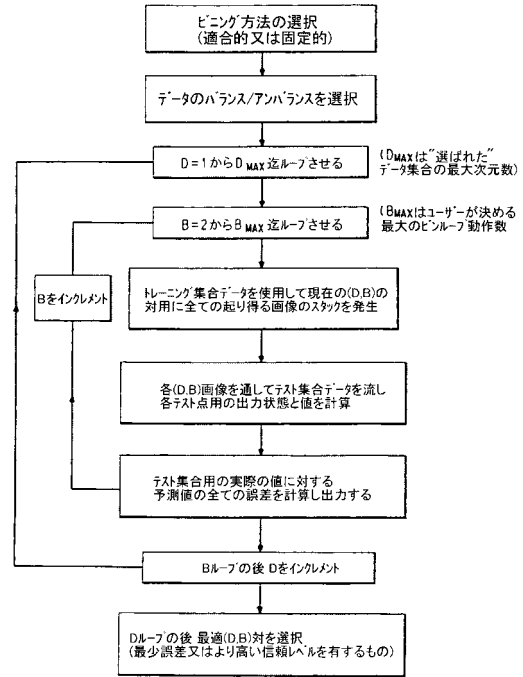 ビニング方法の選択
(適合的又は固定的)
データのバランス/アンバランスを選択
D=1からDMAX迄ループさせる
(DMAXは"選ばれた"
データ集合の最大次元数)
B=2からBMAX迄ループさせる
(BMAXはユーザーが決める
最大のビンループ動作数
Bをインクレメント
トレーニング集合データを使用して現在の(D,B)の
対用に全ての起り得る画像のスタックを発生
各(D,B)画像を通してテスト集合データを流し
各テスト点用の出力状態と値を計算
テスト集合用の実際の値に対する
予測値の全ての誤差を計算し出力する
Bループの後 Dをインクレメント
Dループの後 最適(D,B)対を選択
(最少誤差又はより高い信頼レベルを有するもの)